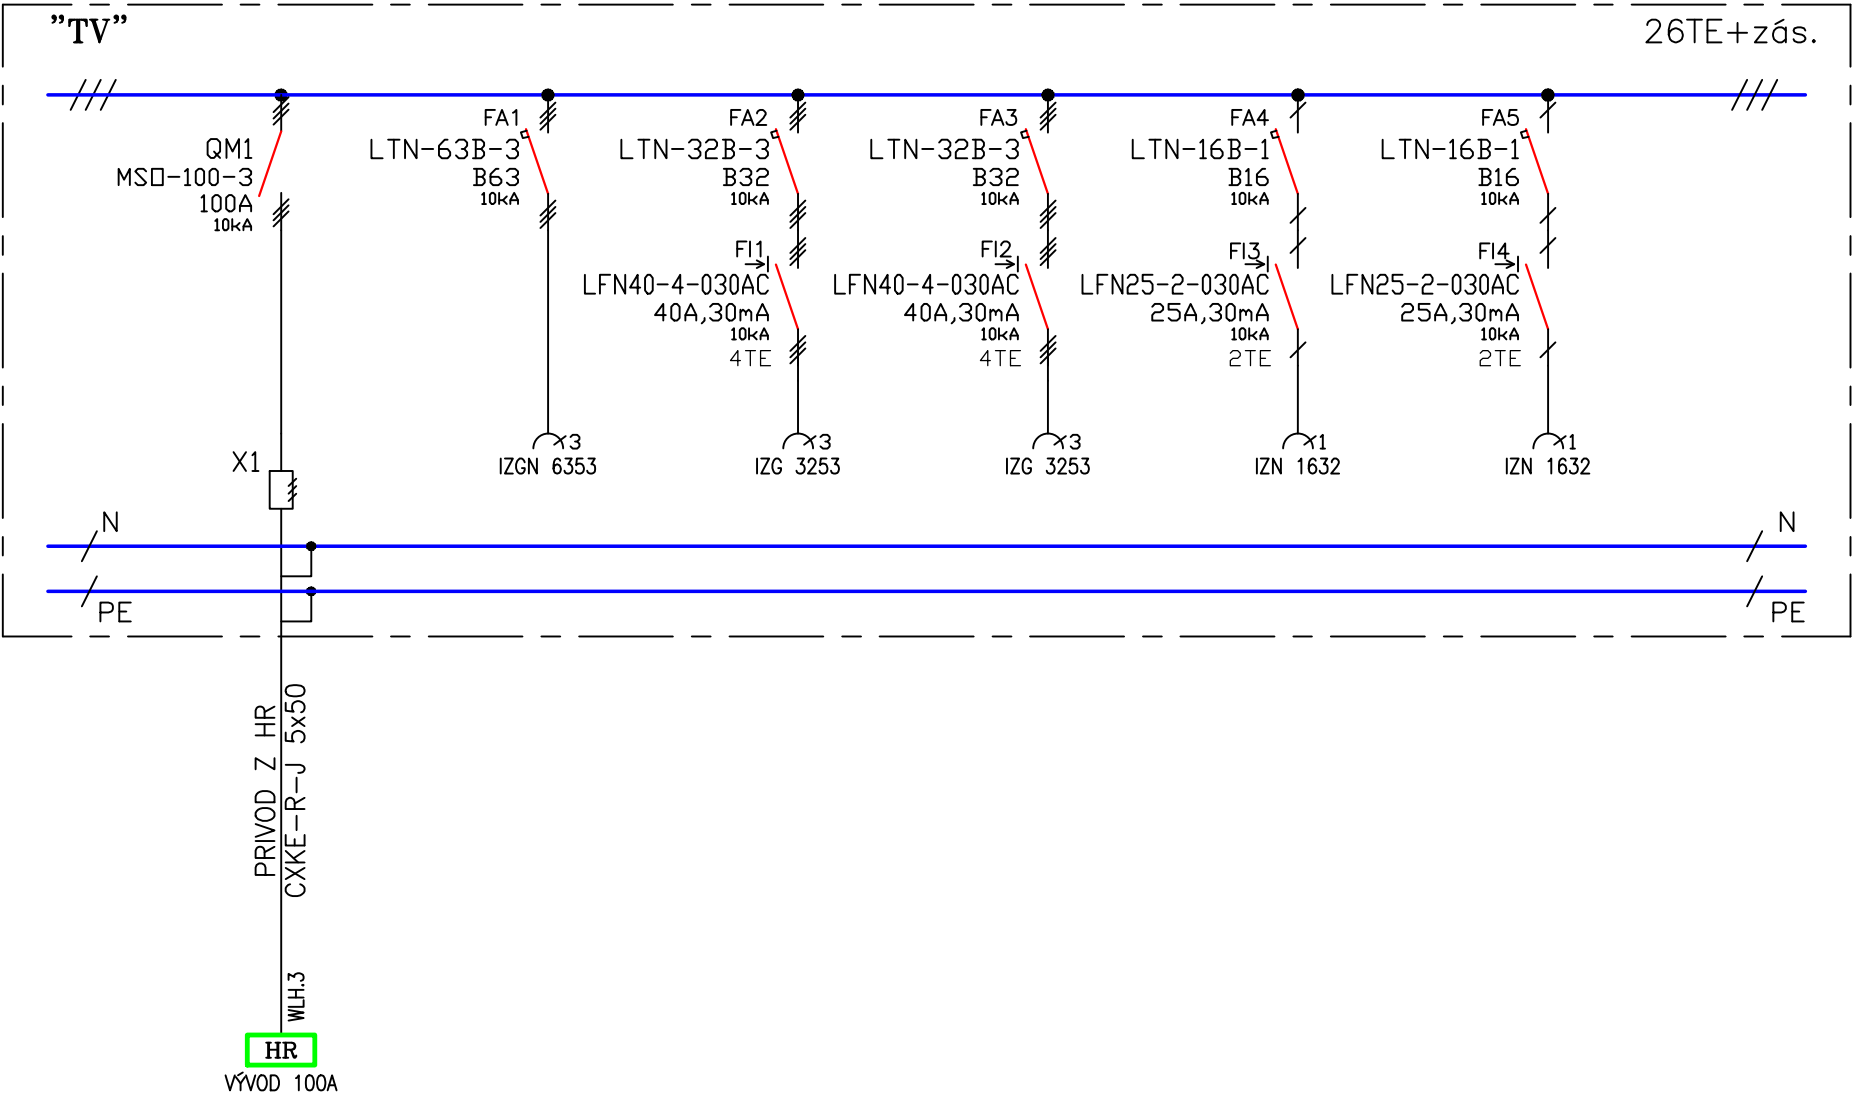 ”TV”
26TE+zás.
QM1
MSO-100-3
100A
10kA
FA1
LTN-63B-3
B63
10kA
FA2
LTN-32B-3
B32
10kA
FA3
LTN-32B-3
B32
10kA
FA4
LTN-16B-1
B16
10kA
FA5
LTN-16B-1
B16
10kA
FI1
LFN40-4-030AC
40A,30mA
10kA
4TE
FI2
LFN40-4-030AC
40A,30mA
10kA
4TE
FI3
LFN25-2-030AC
25A,30mA
10kA
2TE
FI4
LFN25-2-030AC
25A,30mA
10kA
2TE
3
IZGN 6353
3
IZG 3253
3
IZG 3253
1
IZN 1632
1
IZN 1632
X1
N
N
PE
PE
PRIVOD Z HR
CXKE-R-J 5x50
WLH.3
HR
VÝVOD 100A